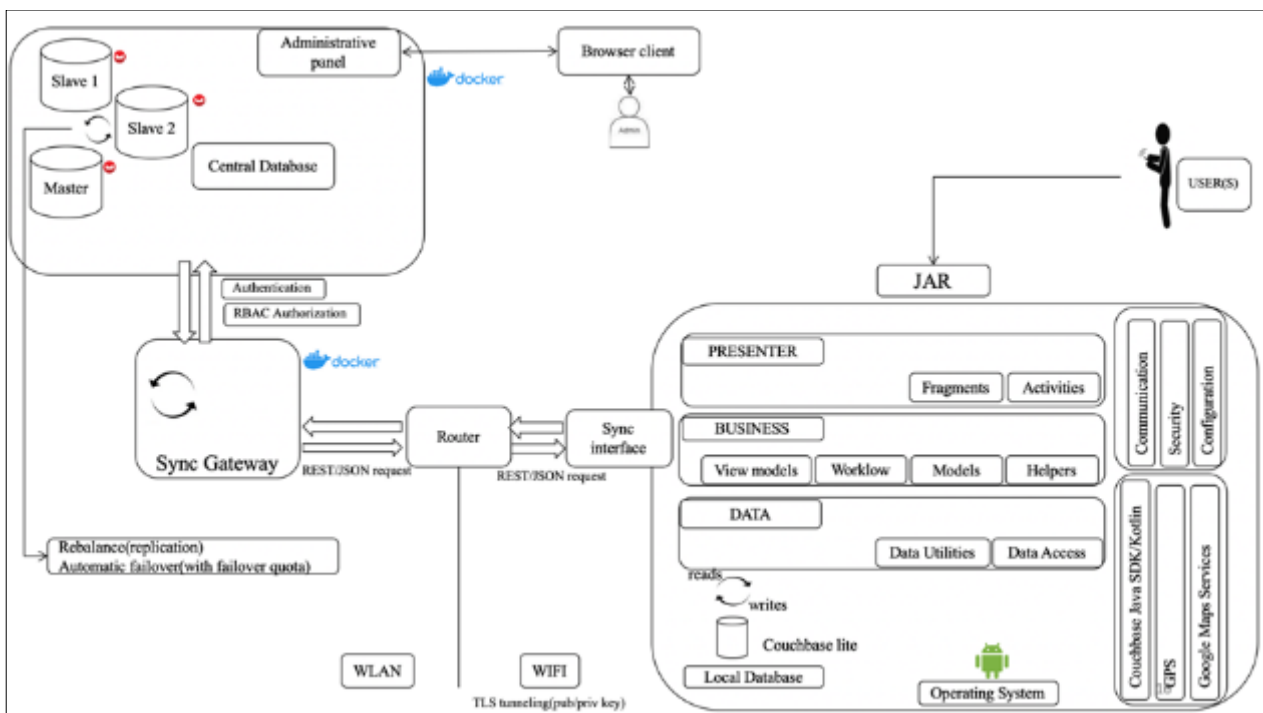 Administrative
panel
Browser client
Slave 1
docker
Slave 2
Admin
Central Database
Master
USER(S)
JAR
Authentication
RBAC Authorization
docker
PRESENTER
Fragments
Activities
Communication
Security
Configuration
Sync Gateway
REST/JSON request
Router
REST/JSON request
Sync
interface
BUSINESS
View models
Worklow
Models
Helpers
DATA
Data Utilities
Data Access
Rebalance(replication)
Automatic failover(with failover quota)
reads
writes
Couchbase lite
Local Database
Operating System
Couchbase Java SDK/Kotlin
GPS
Google Maps Services
WLAN
WIFI
TLS tunneling(pub/priv key)